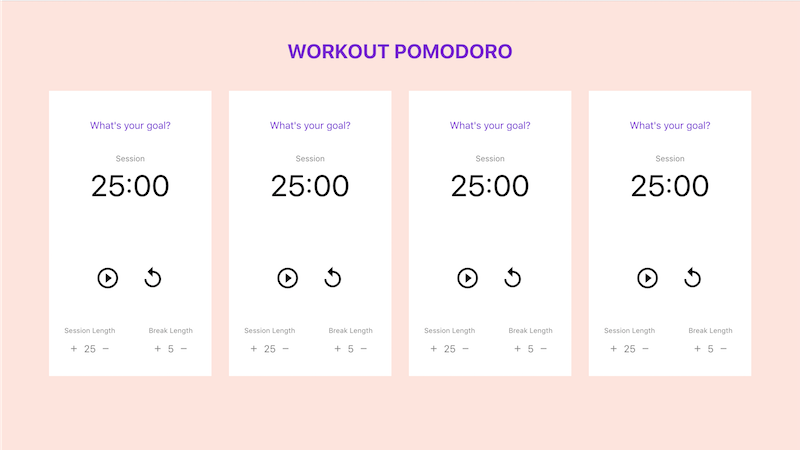 WORKOUT POMODORO
What's your goal?
Session
25:00
Session Length
Break Length
+ 25 −
+ 5 −
What's your goal?
Session
25:00
Session Length
Break Length
+ 25 −
+ 5 −
What's your goal?
Session
25:00
Session Length
Break Length
+ 25 −
+ 5 −
What's your goal?
Session
25:00
Session Length
Break Length
+ 25 −
+ 5 −